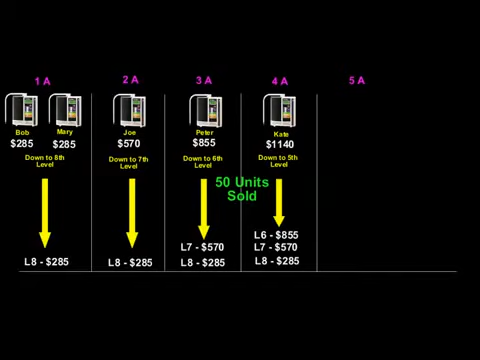 1 A
2 A
3 A
4 A
5 A
Bob
Mary
Joe
Peter
Kate
$285
$285
$570
$855
$1140
Down to 8th
Level
Down to 7th
Level
Down to 6th
Level
Down to 5th
Level
50 Units
Sold
L6 - $855
L7 - $570
L7 - $570
L8 - $285
L8 - $285
L8 - $285
L8 - $285